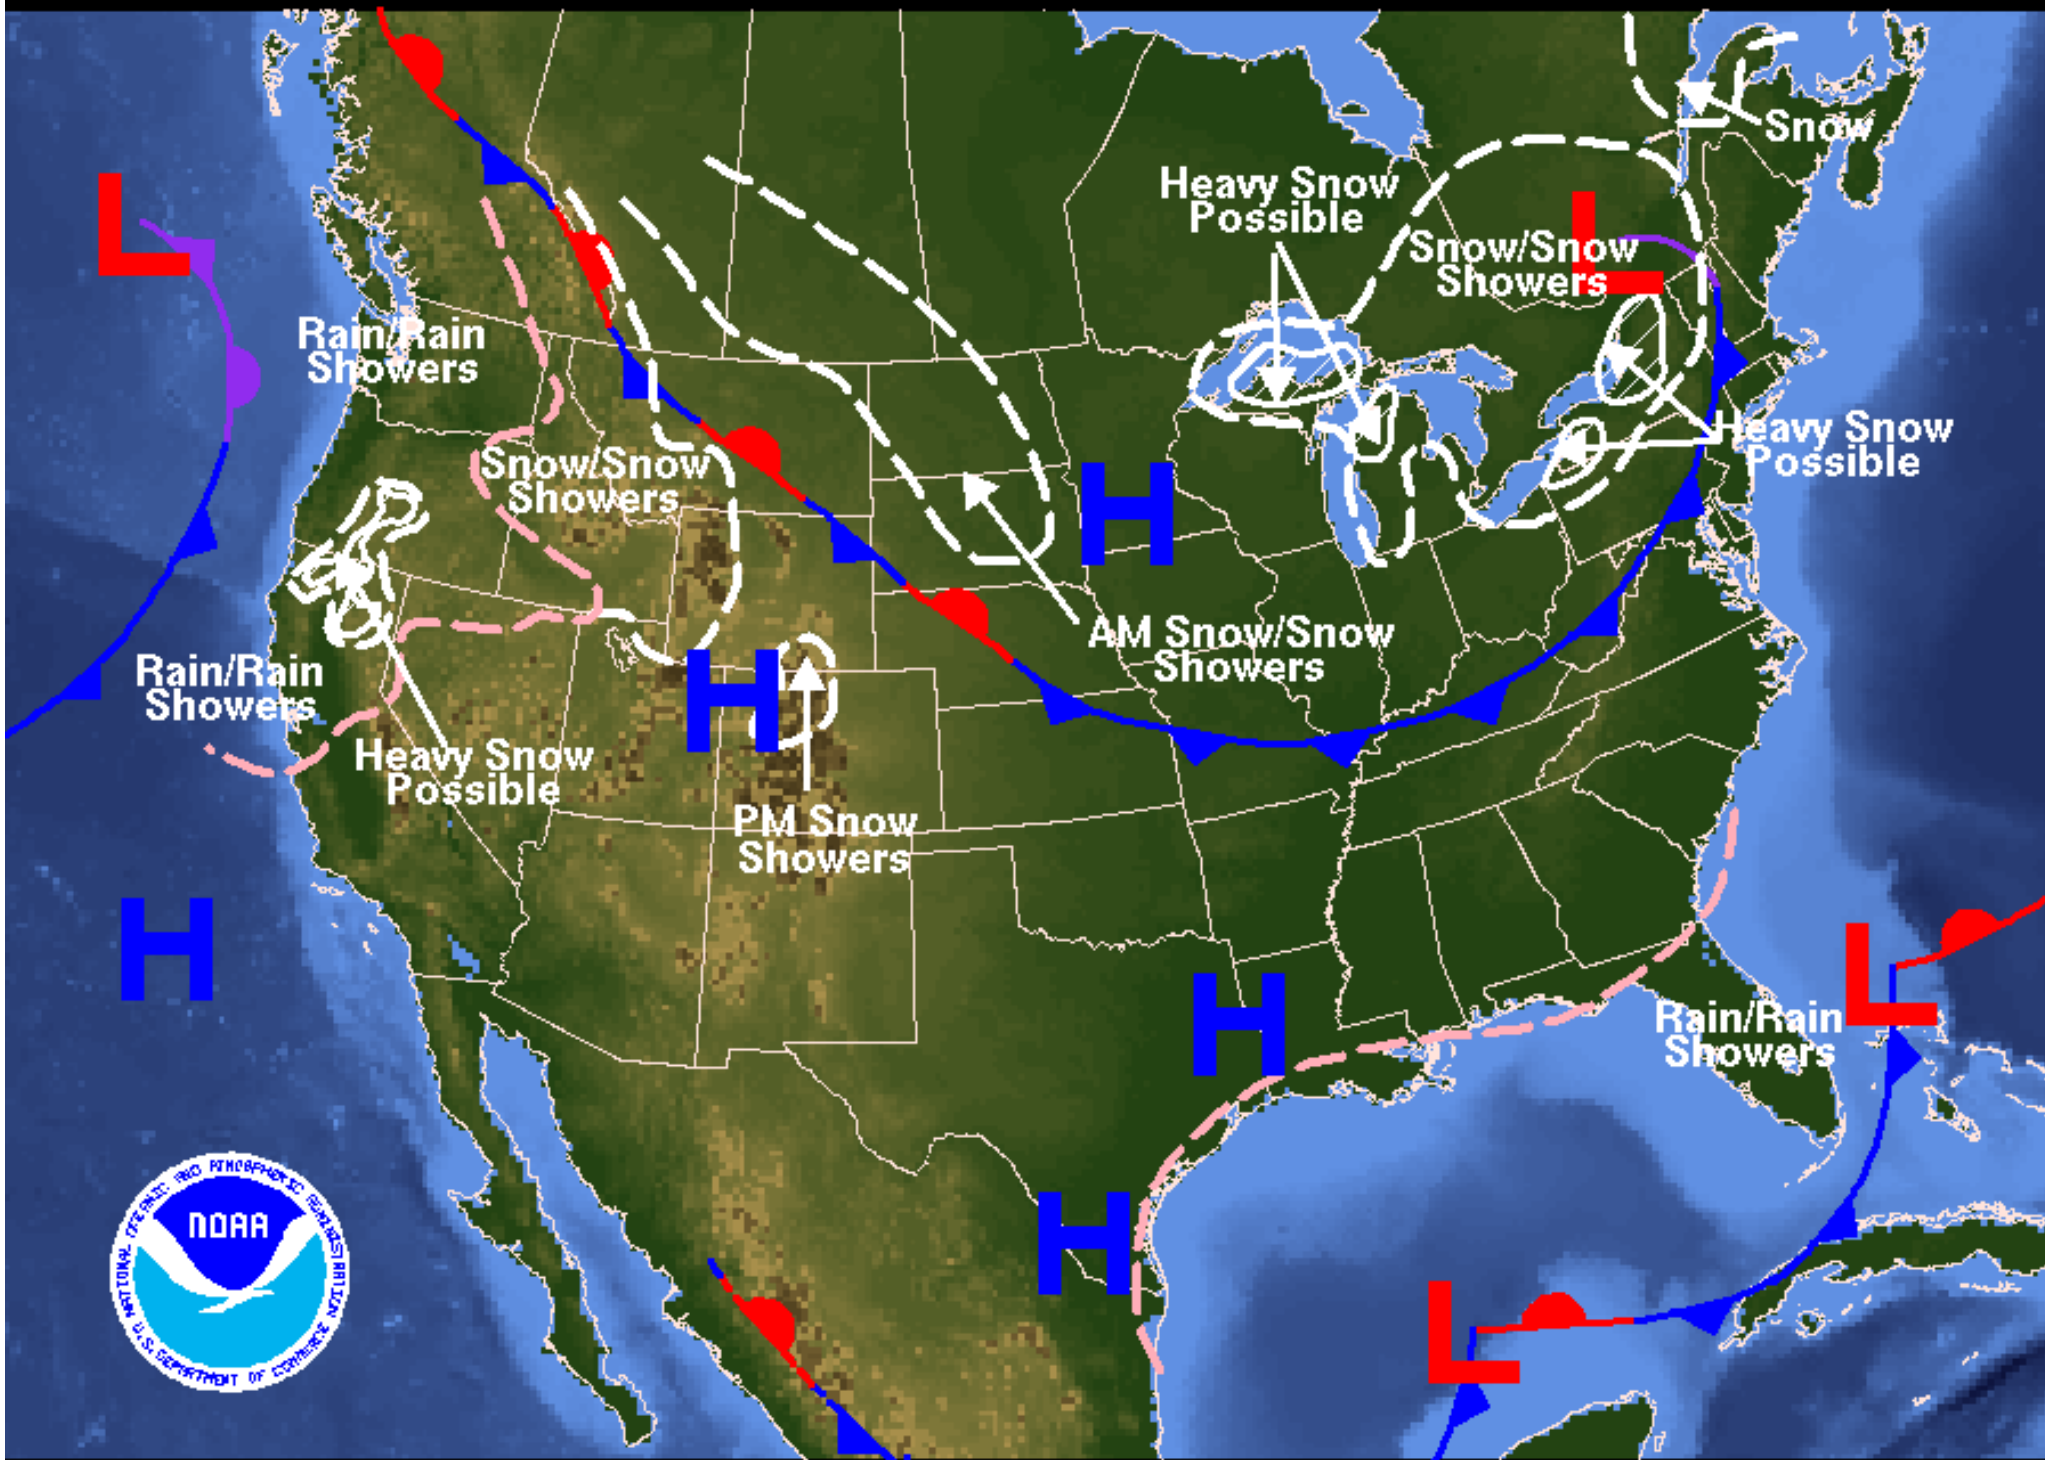 Snow
Heavy Snow
Possible
L
L
Snow/Snow
Showers
Rain/Rain
Showers
Heavy Snow
Possible
Snow/Snow
Showers
H
AM Snow/Snow
Showers
Rain/Rain
Showers
H
Heavy Snow
Possible
PM Snow
Showers
H
L
H
Rain/Rain
Showers
H
L
NATIONAL OCEANIC AND ATMOSPHERIC ADMINISTRATION
NOAA
U.S. DEPARTMENT OF COMMERCE